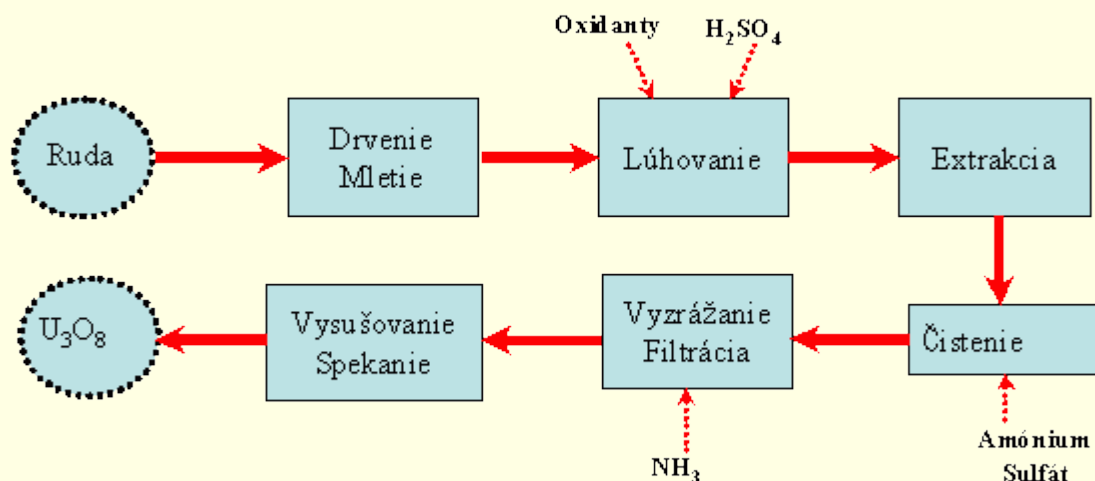 Oxidanty
H₂SO₄
Ruda
Drvenie
Mletie
Lúhovanie
Extrakcia
U₃O₈
Vysušovanie
Spekanie
Vyzrážanie
Filtrácia
Čistenie
NH₃
Amónium
Sulfát